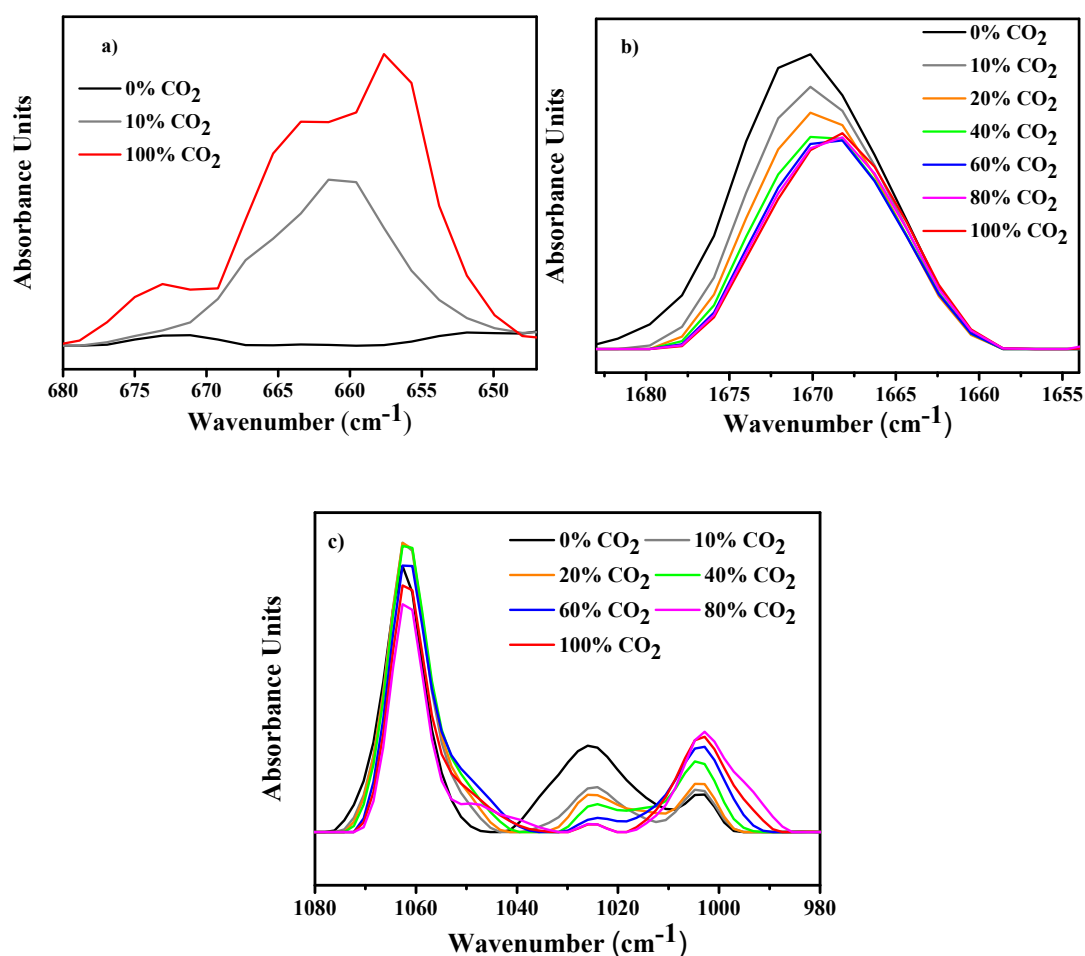 a)
0% CO2
10% CO2
100% CO2
Absorbance Units
680 675 670 665 660 655 650
Wavenumber (cm-1)
b)
0% CO2
10% CO2
20% CO2
40% CO2
60% CO2
80% CO2
100% CO2
Absorbance Units
1680 1675 1670 1665 1660 1655
Wavenumber (cm-1)
c)
0% CO2 10% CO2
20% CO2 40% CO2
60% CO2 80% CO2
100% CO2
Absorbance Units
1080 1060 1040 1020 1000 980
Wavenumber (cm-1)